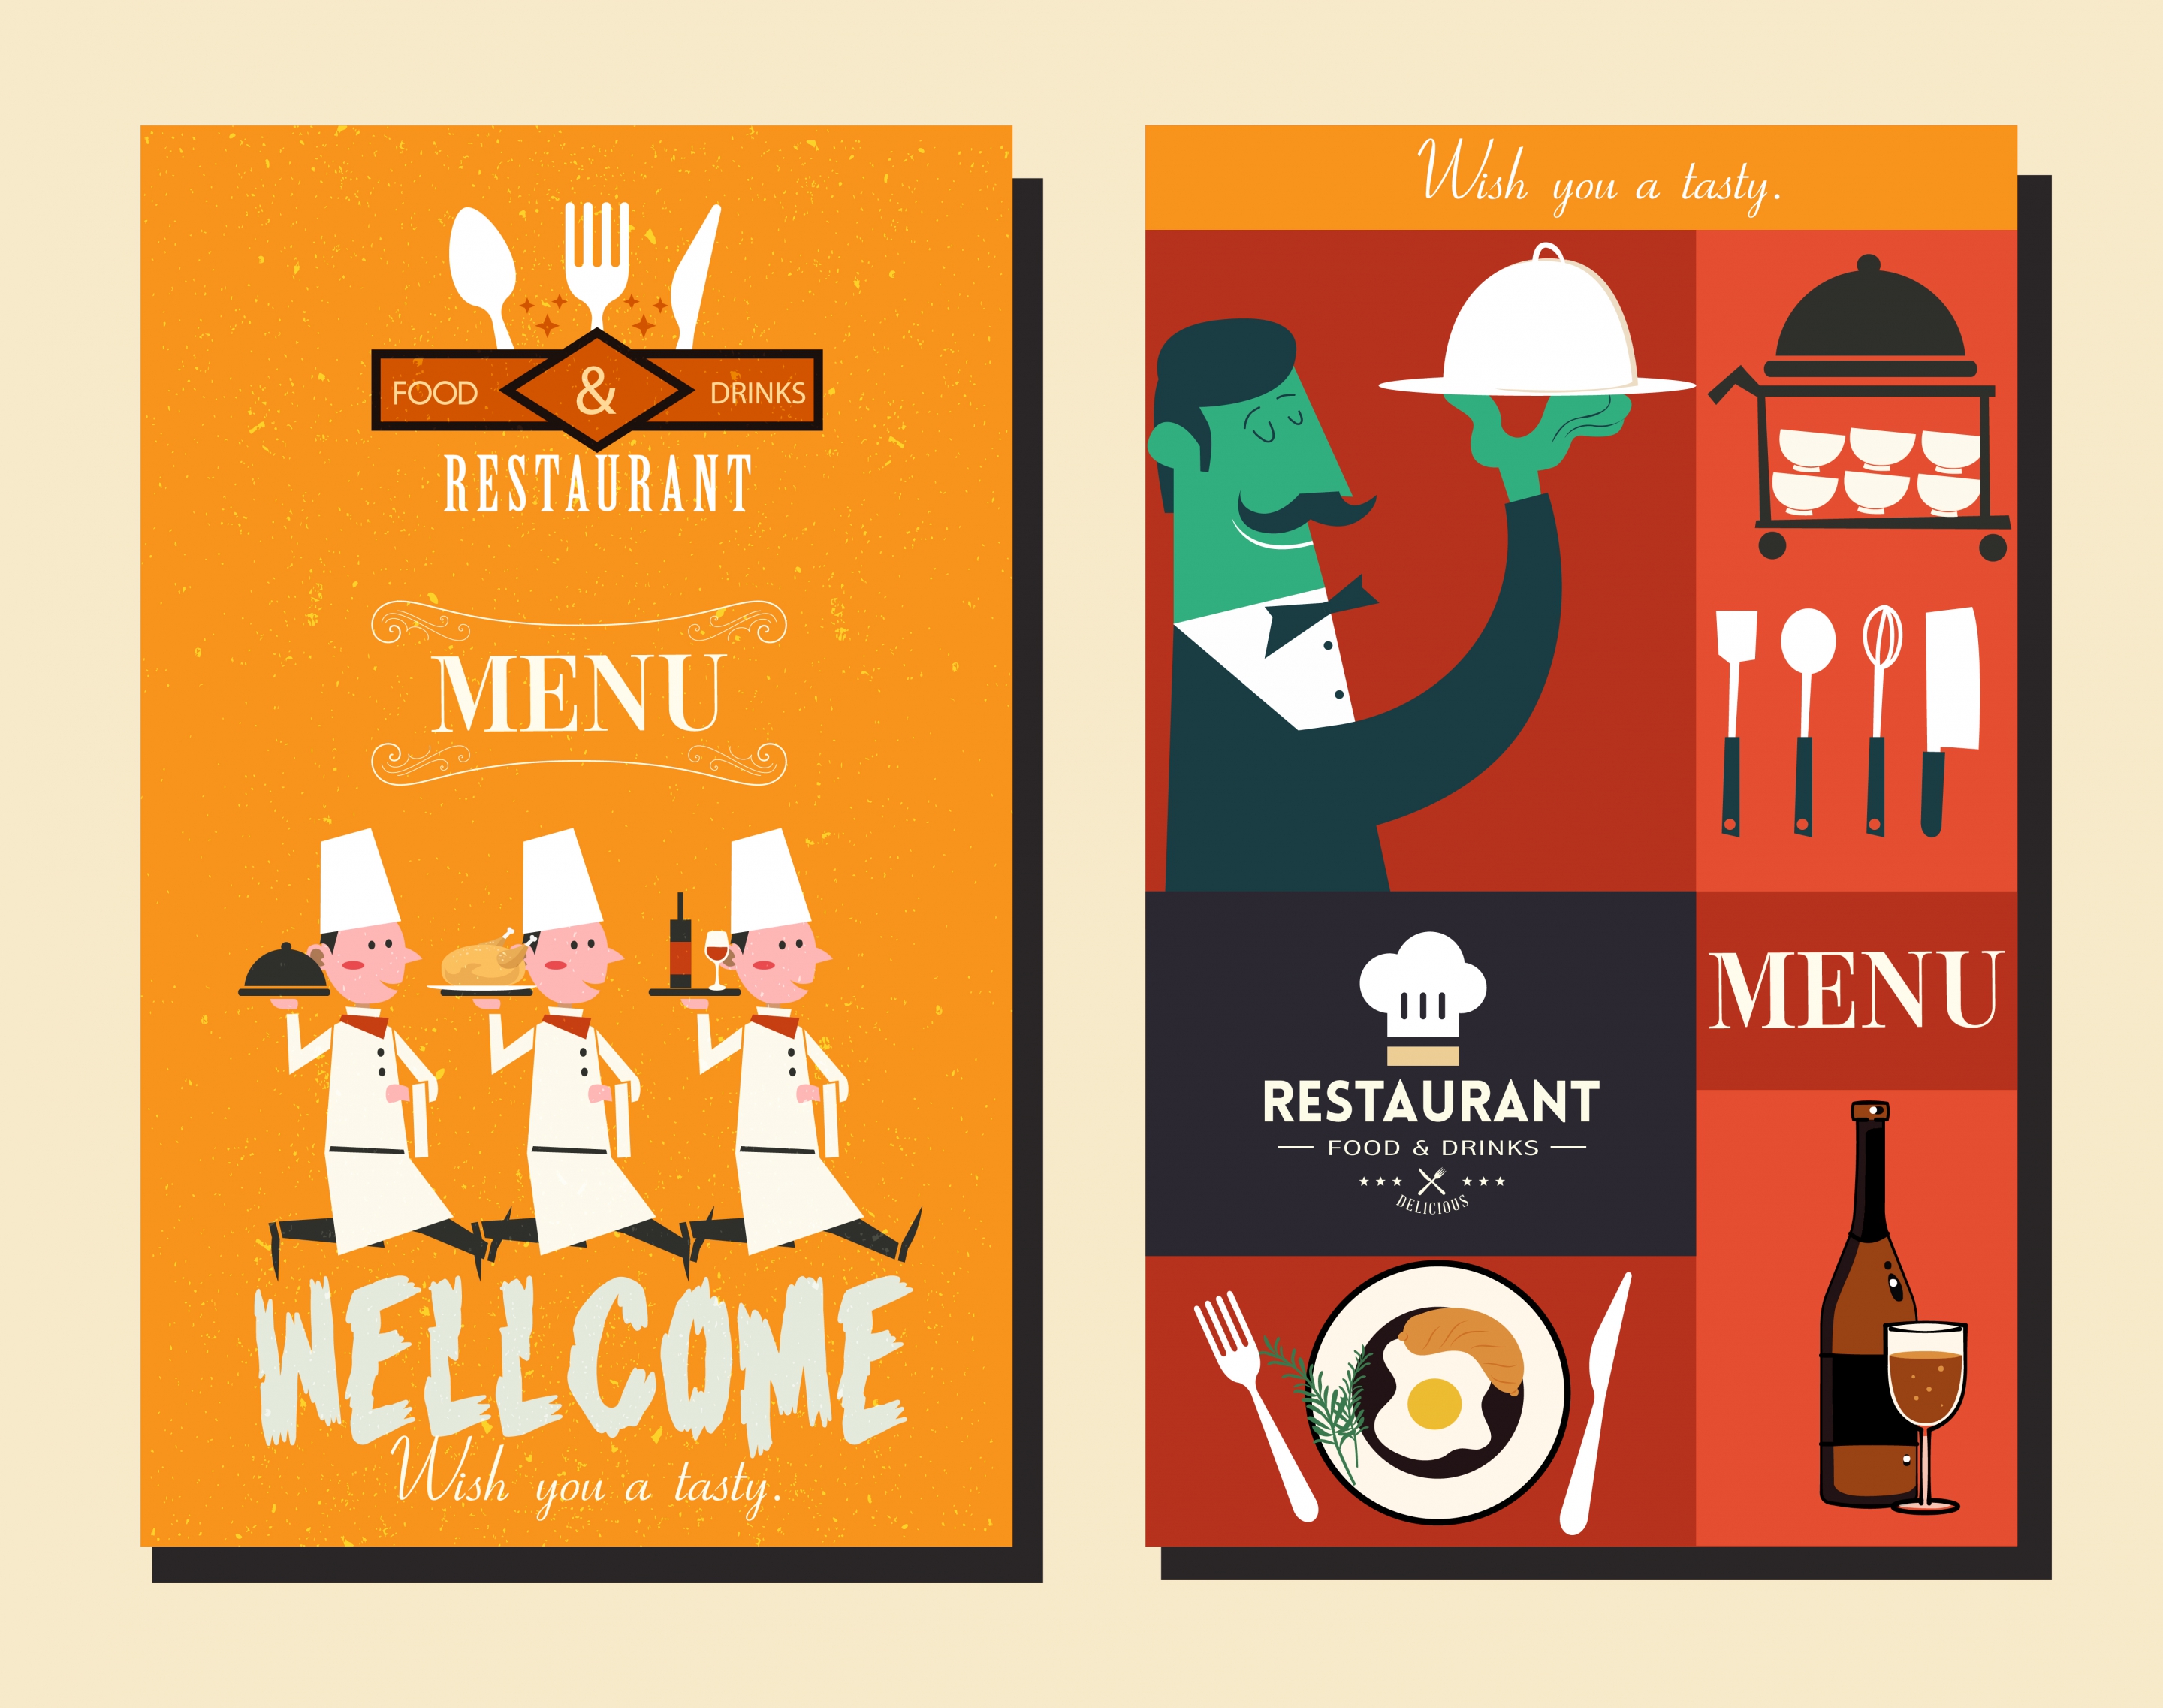 FOOD & DRINKS
RESTAURANT
MENU
WELLCOME
Wish you a tasty.
Wish you a tasty.
RESTAURANT
FOOD & DRINKS
DELICIOUS
MENU